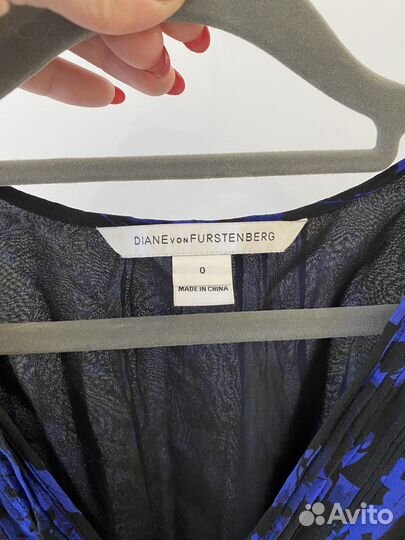 DIANE VON FURSTENBERG
0
MADE IN CHINA
Avito